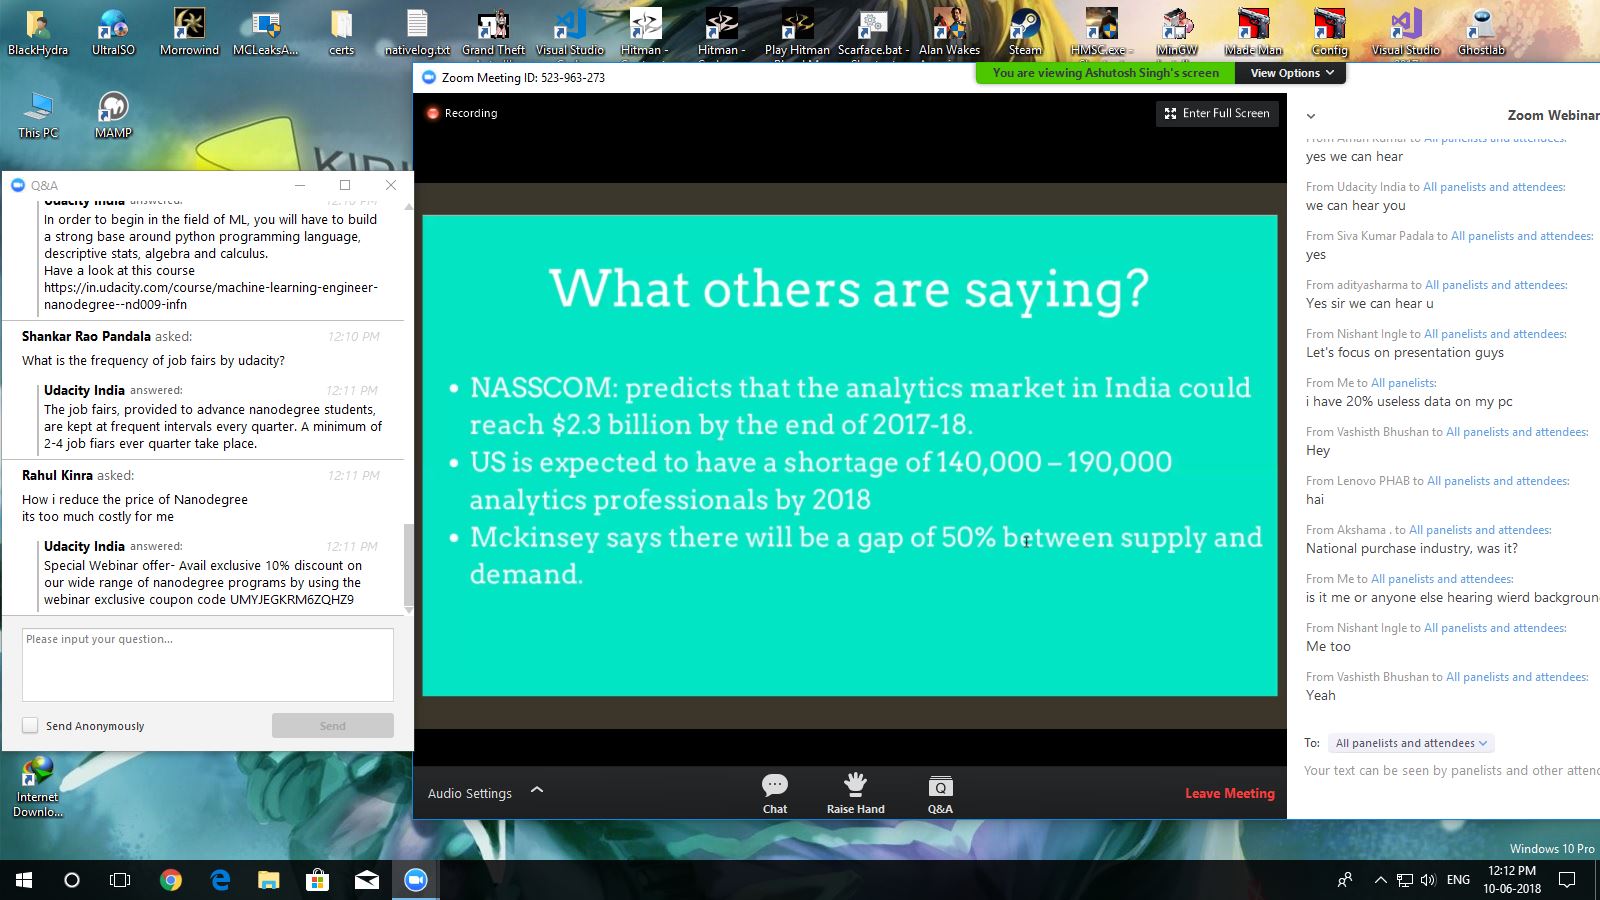 BlackHydra
UltraISO
Morrowind
MCLeaksA...
certs
nativelog.txt
Grand Theft
Visual Studio
Hitman -
Hitman -
Play Hitman
Scarface.bat -
Alan Wakes
Steam
HMSC.exe -
MinGW
Made Man
Config
Visual Studio
Ghostlab
This PC
MAMP
Zoom Meeting ID: 523-963-273
You are viewing Ashutosh Singh's screen
View Options
Recording
Enter Full Screen
Q&A
Udacity India answered:
12:10 PM
In order to begin in the field of ML, you will have to build
a strong base around python programming language,
descriptive stats, algebra and calculus.
Have a look at this course
https://in.udacity.com/course/machine-learning-engineer-
nanodegree--nd009-infn
Shankar Rao Pandala asked:
12:10 PM
What is the frequency of job fairs by udacity?
Udacity India answered:
12:11 PM
The job fairs, provided to advance nanodegree students,
are kept at frequent intervals every quarter. A minimum of
2-4 job fiars ever quarter take place.
Rahul Kinra asked:
12:11 PM
How i reduce the price of Nanodegree
its too much costly for me
Udacity India answered:
12:11 PM
Special Webinar offer- Avail exclusive 10% discount on
our wide range of nanodegree programs by using the
webinar exclusive coupon code UMYJEGKRM6ZQHZ9
Please input your question...
Send Anonymously
Send
What others are saying?
• NASSCOM: predicts that the analytics market in India could
reach $2.3 billion by the end of 2017-18.
• US is expected to have a shortage of 140,000 – 190,000
analytics professionals by 2018
• Mckinsey says there will be a gap of 50% between supply and
demand.
Audio Settings
Chat
Raise Hand
Q&A
Leave Meeting
Zoom Webinar
From Aman Kumar to All panelists and attendees:
yes we can hear
From Udacity India to All panelists and attendees:
we can hear you
From Siva Kumar Padala to All panelists and attendees:
yes
From adityasharma to All panelists and attendees:
Yes sir we can hear u
From Nishant Ingle to All panelists and attendees:
Let's focus on presentation guys
From Me to All panelists:
i have 20% useless data on my pc
From Vashisth Bhushan to All panelists and attendees:
Hey
From Lenovo PHAB to All panelists and attendees:
hai
From Akshama . to All panelists and attendees:
National purchase industry, was it?
From Me to All panelists and attendees:
is it me or anyone else hearing wierd backgroun
From Nishant Ingle to All panelists and attendees:
Me too
From Vashisth Bhushan to All panelists and attendees:
Yeah
To: All panelists and attendees
Your text can be seen by panelists and other attend
Internet
Downlo...
Windows 10 Pro
ENG
12:12 PM
10-06-2018